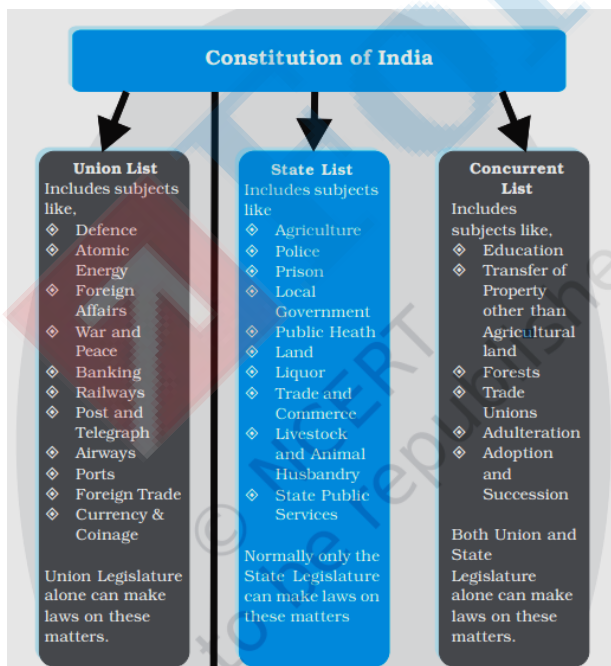 Constitution of India
Union List
Includes subjects
like,
❖ Defence
❖ Atomic
Energy
❖ Foreign
Affairs
❖ War and
Peace
❖ Banking
❖ Railways
❖ Post and
Telegraph
❖ Airways
❖ Ports
❖ Foreign Trade
❖ Currency &
Coinage
Union Legislature
alone can make
laws on these
matters.
State List
Includes subjects
like
❖ Agriculture
❖ Police
❖ Prison
❖ Local
Government
❖ Public Heath
❖ Land
❖ Liquor
❖ Trade and
Commerce
❖ Livestock
and Animal
Husbandry
❖ State Public
Services
Normally only the
State Legislature
can make laws on
these matters
Concurrent
List
Includes
subjects like,
❖ Education
❖ Transfer of
Property
other than
Agricultural
land
❖ Forests
❖ Trade
Unions
❖ Adulteration
❖ Adoption
and
Succession
Both Union and
State
Legislature
alone can make
laws on these
matters.
© NCERT
to be republishe